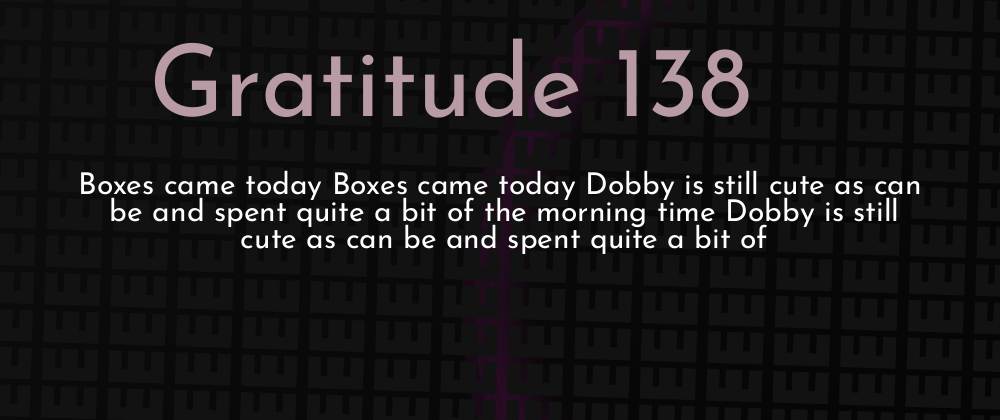 Gratitude 138
Boxes came today Boxes came today Dobby is still cute as can
be and spent quite a bit of the morning time Dobby is still
cute as can be and spent quite a bit of